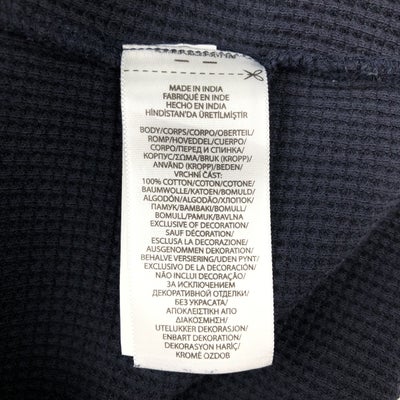 MADE IN INDIA
FABRIQUÉ EN INDE
HECHO EN INDIA
HİNDİSTAN'DA ÜRETİLMİŞTİR
BODY/CORPS/CORPO/OBERTEIL/
ROMP/HOVEDDEL/CUERPO/
CORPO/ПЕРЕД И СПИНКА/
КОРПУС/ΣΩΜΑ/BRUK (KROPP)/
ANVÄND (KROPP)/BEDEN/
VRCHNÍ ČÁST:
100% COTTON/COTON/COTONE/
BAUMWOLLE/KATOEN/BOMULD/
ALGODÓN/ALGODÃO/ХЛОПОК/
ПАМУК/ΒΑΜΒΑΚΙ/BOMULL/
BOMULL/PAMUK/BAVLNA
EXCLUSIVE OF DECORATION/
SAUF DÉCORATION/
ESCLUSA LA DECORAZIONE/
AUSGENOMMEN DEKORATION/
BEHALVE VERSIERING/UDEN PYNT/
EXCLUSIVO DE LA DECORACIÓN/
NÃO INCLUI DECORAÇÃO/
ЗА ИСКЛЮЧЕНИЕМ
ДЕКОРАТИВНОЙ ОТДЕЛКИ/
БЕЗ УКРАСАТА/
ΑΠΟΚΛΕΙΣΤΙΚΗ ΑΠΟ
ΔΙΑΚΟΣΜΗΣΗ/
UTELUKKER DEKORASJON/
ENBART DEKORATION/
DEKORASYON HARİÇ/
KROMĚ OZDOB